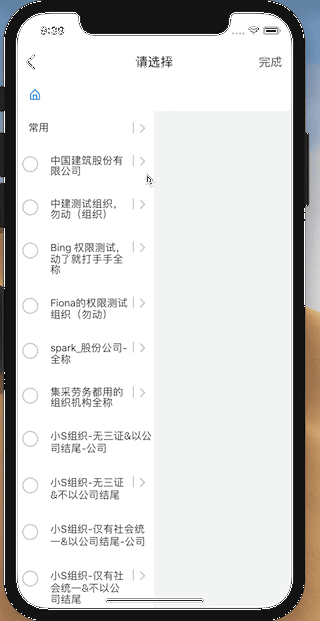 9:39
请选择
完成
常用
中国建筑股份有
限公司
中建测试组织，
勿动（组织）
Bing 权限测试，
动了就打手手全
称
Fiona的权限测试
组织（勿动）
spark_股份公司-
全称
集采劳务都用的
组织机构全称
小S组织-无三证&以公
司结尾-公司
小S组织-无三证
&不以公司结尾
小S组织-仅有社会统
一&以公司结尾-公司
小S组织-仅有社
会统一&不以公
司结尾